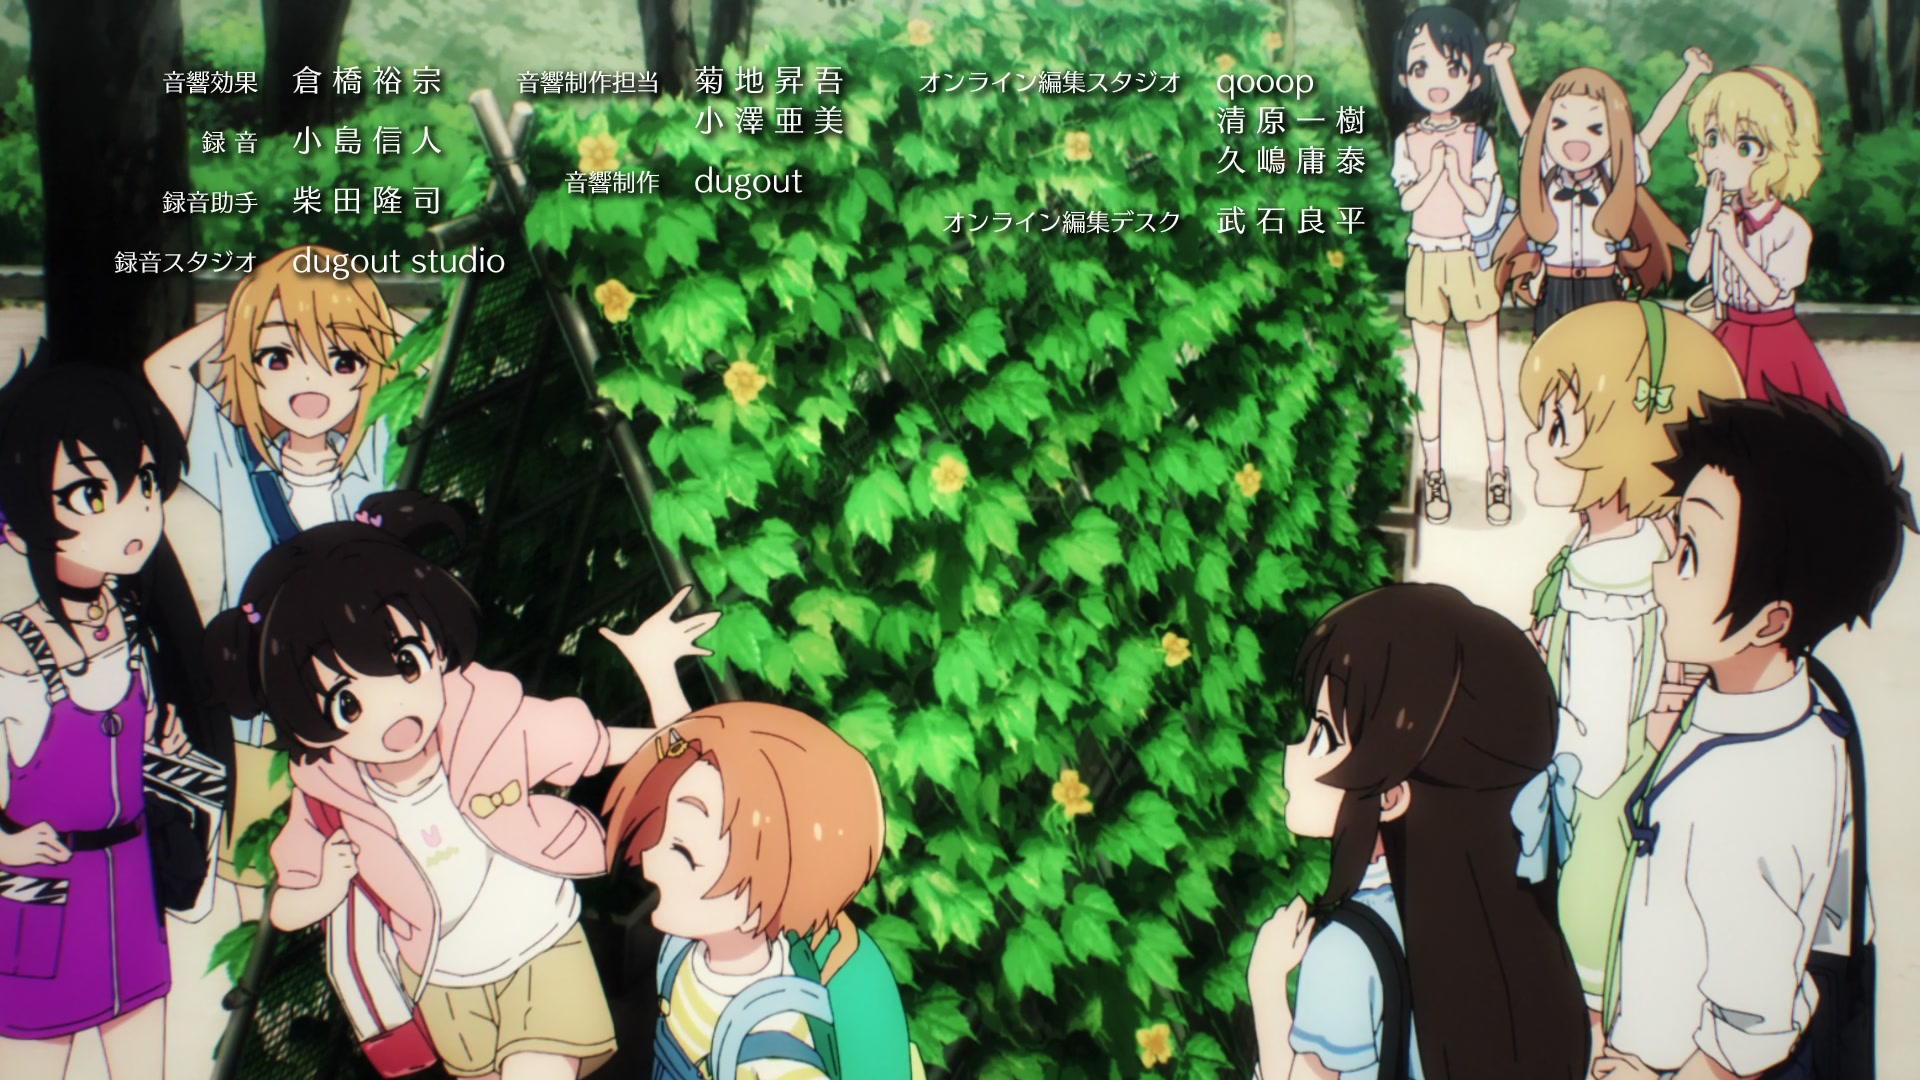 音響効果 倉橋裕宗
録音 小島信人
録音助手 柴田隆司
録音スタジオ dugout studio
音響制作担当 菊地昇吾
小澤亜美
音響制作 dugout
オンライン編集スタジオ qooop
清原一樹
久嶋庸泰
オンライン編集デスク 武石良平